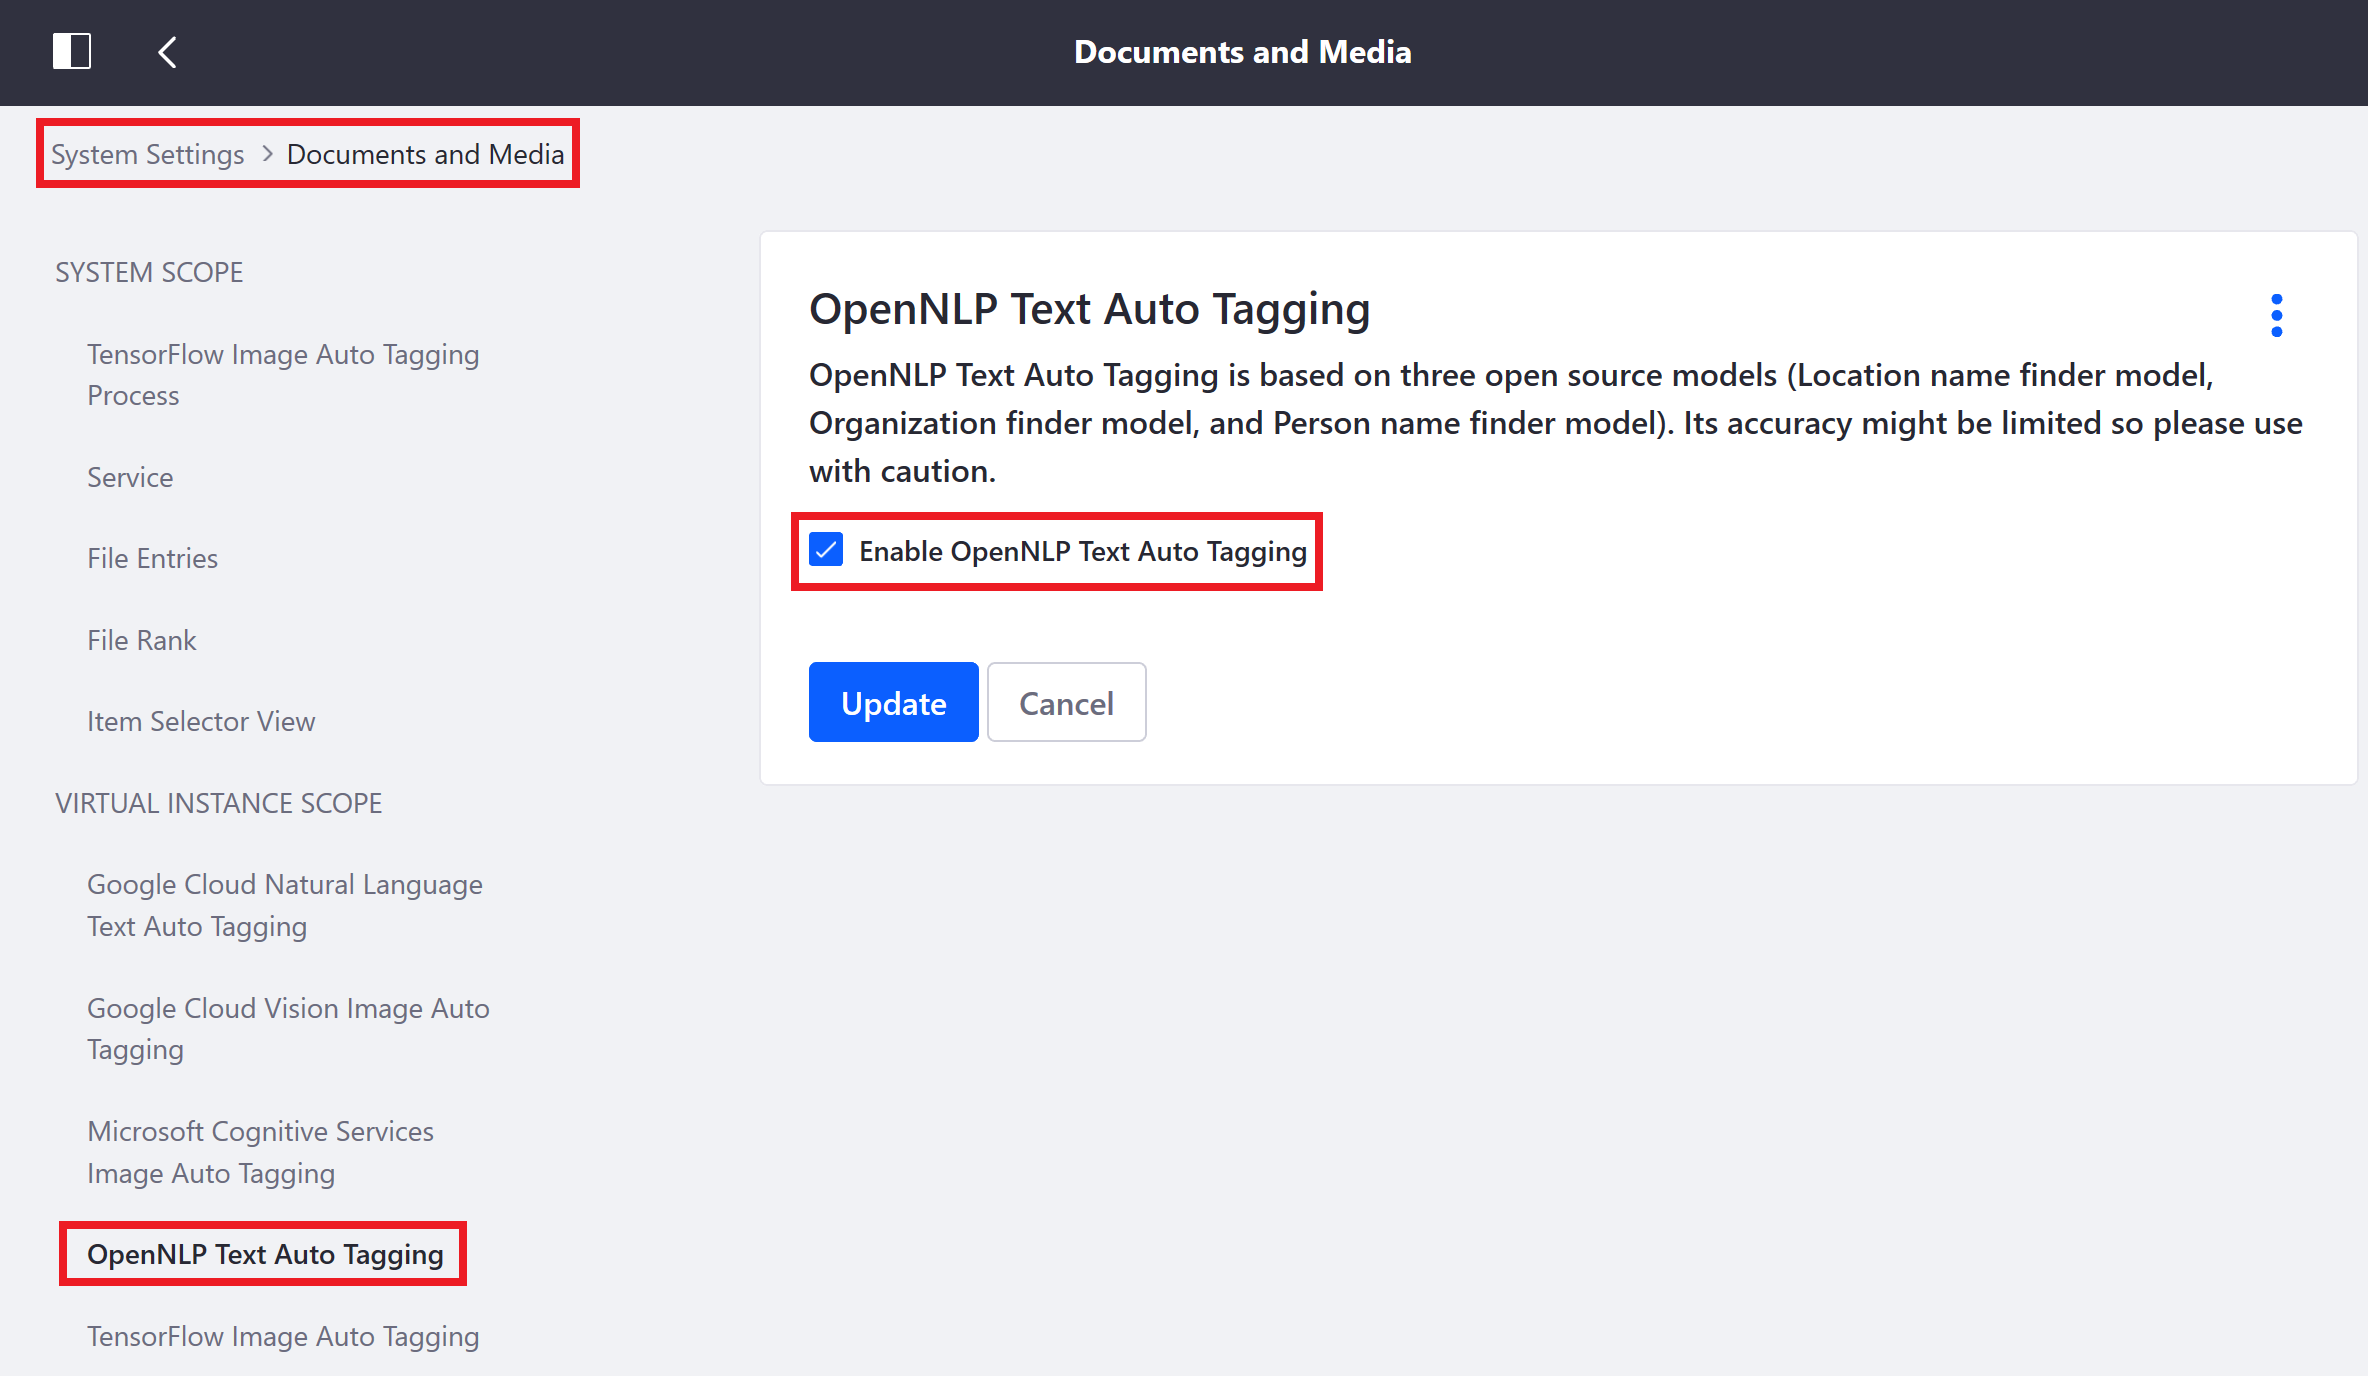 Documents and Media
System Settings > Documents and Media
SYSTEM SCOPE
TensorFlow Image Auto Tagging
Process
Service
File Entries
File Rank
Item Selector View
VIRTUAL INSTANCE SCOPE
Google Cloud Natural Language
Text Auto Tagging
Google Cloud Vision Image Auto
Tagging
Microsoft Cognitive Services
Image Auto Tagging
OpenNLP Text Auto Tagging
TensorFlow Image Auto Tagging
OpenNLP Text Auto Tagging
OpenNLP Text Auto Tagging is based on three open source models (Location name finder model,
Organization finder model, and Person name finder model). Its accuracy might be limited so please use
with caution.
Enable OpenNLP Text Auto Tagging
Update Cancel